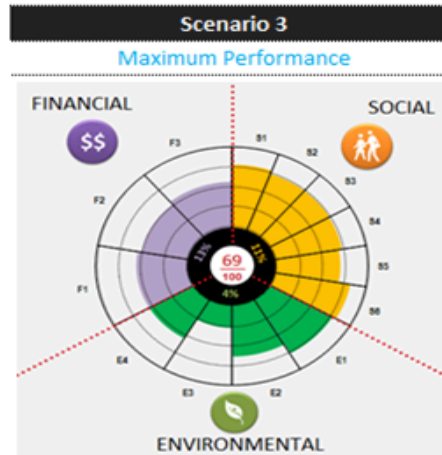 Scenario 3
Maximum Performance
FINANCIAL
SOCIAL
$$
F3
S1
S2
S3
F2
S4
13%
11%
69
100
S5
F1
4%
S6
E4
E1
E3
E2
ENVIRONMENTAL